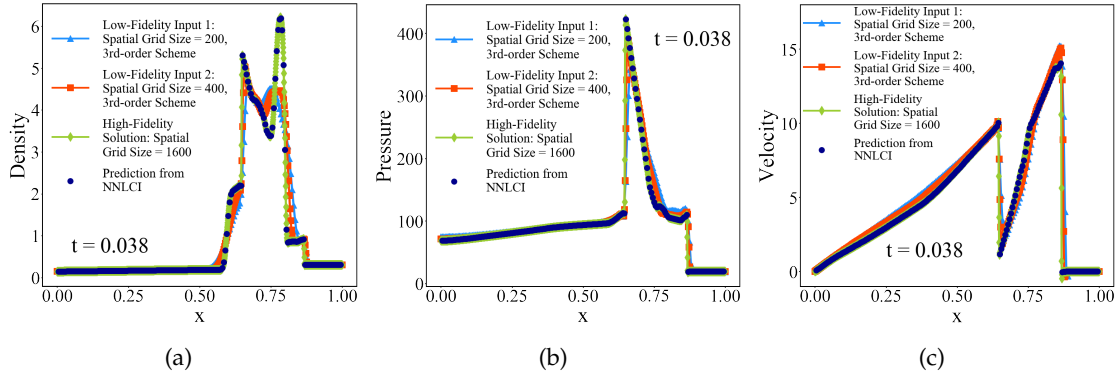 Low-Fidelity Input 1:
Spatial Grid Size = 200,
3rd-order Scheme
Low-Fidelity Input 2:
Spatial Grid Size = 400,
3rd-order Scheme
High-Fidelity
Solution: Spatial
Grid Size = 1600
Prediction from
NNLCI
t = 0.038
Density
6
5
4
3
2
1
0
0.00 0.25 0.50 0.75 1.00
x
(a)
Low-Fidelity Input 1:
Spatial Grid Size = 200,
3rd-order Scheme
Low-Fidelity Input 2:
Spatial Grid Size = 400,
3rd-order Scheme
High-Fidelity
Solution: Spatial
Grid Size = 1600
Prediction from
NNLCI
t = 0.038
Pressure
400
300
200
100
0
0.00 0.25 0.50 0.75 1.00
x
(b)
Low-Fidelity Input 1:
Spatial Grid Size = 200,
3rd-order Scheme
Low-Fidelity Input 2:
Spatial Grid Size = 400,
3rd-order Scheme
High-Fidelity
Solution: Spatial
Grid Size = 1600
Prediction from
NNLCI
t = 0.038
Velocity
15
10
5
0
0.00 0.25 0.50 0.75 1.00
x
(c)